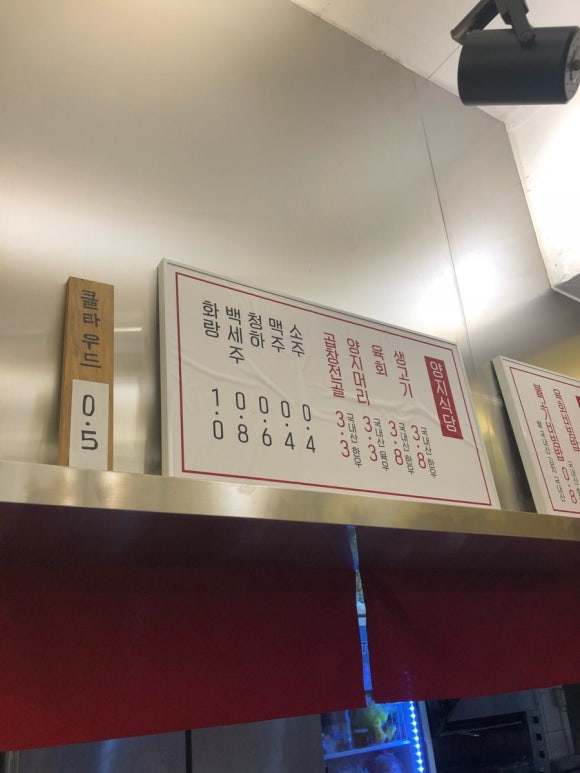 클라우드
0.5
양지식당
생고기 국내산 한우 3.8
육회 국내산 한우 3.8
양지머리 국내산 육우 3.3
곱창전골 국내산 한우 3.3
소주 0.4
맥주 0.4
청하 0.6
백세주 0.8
화랑 1.0